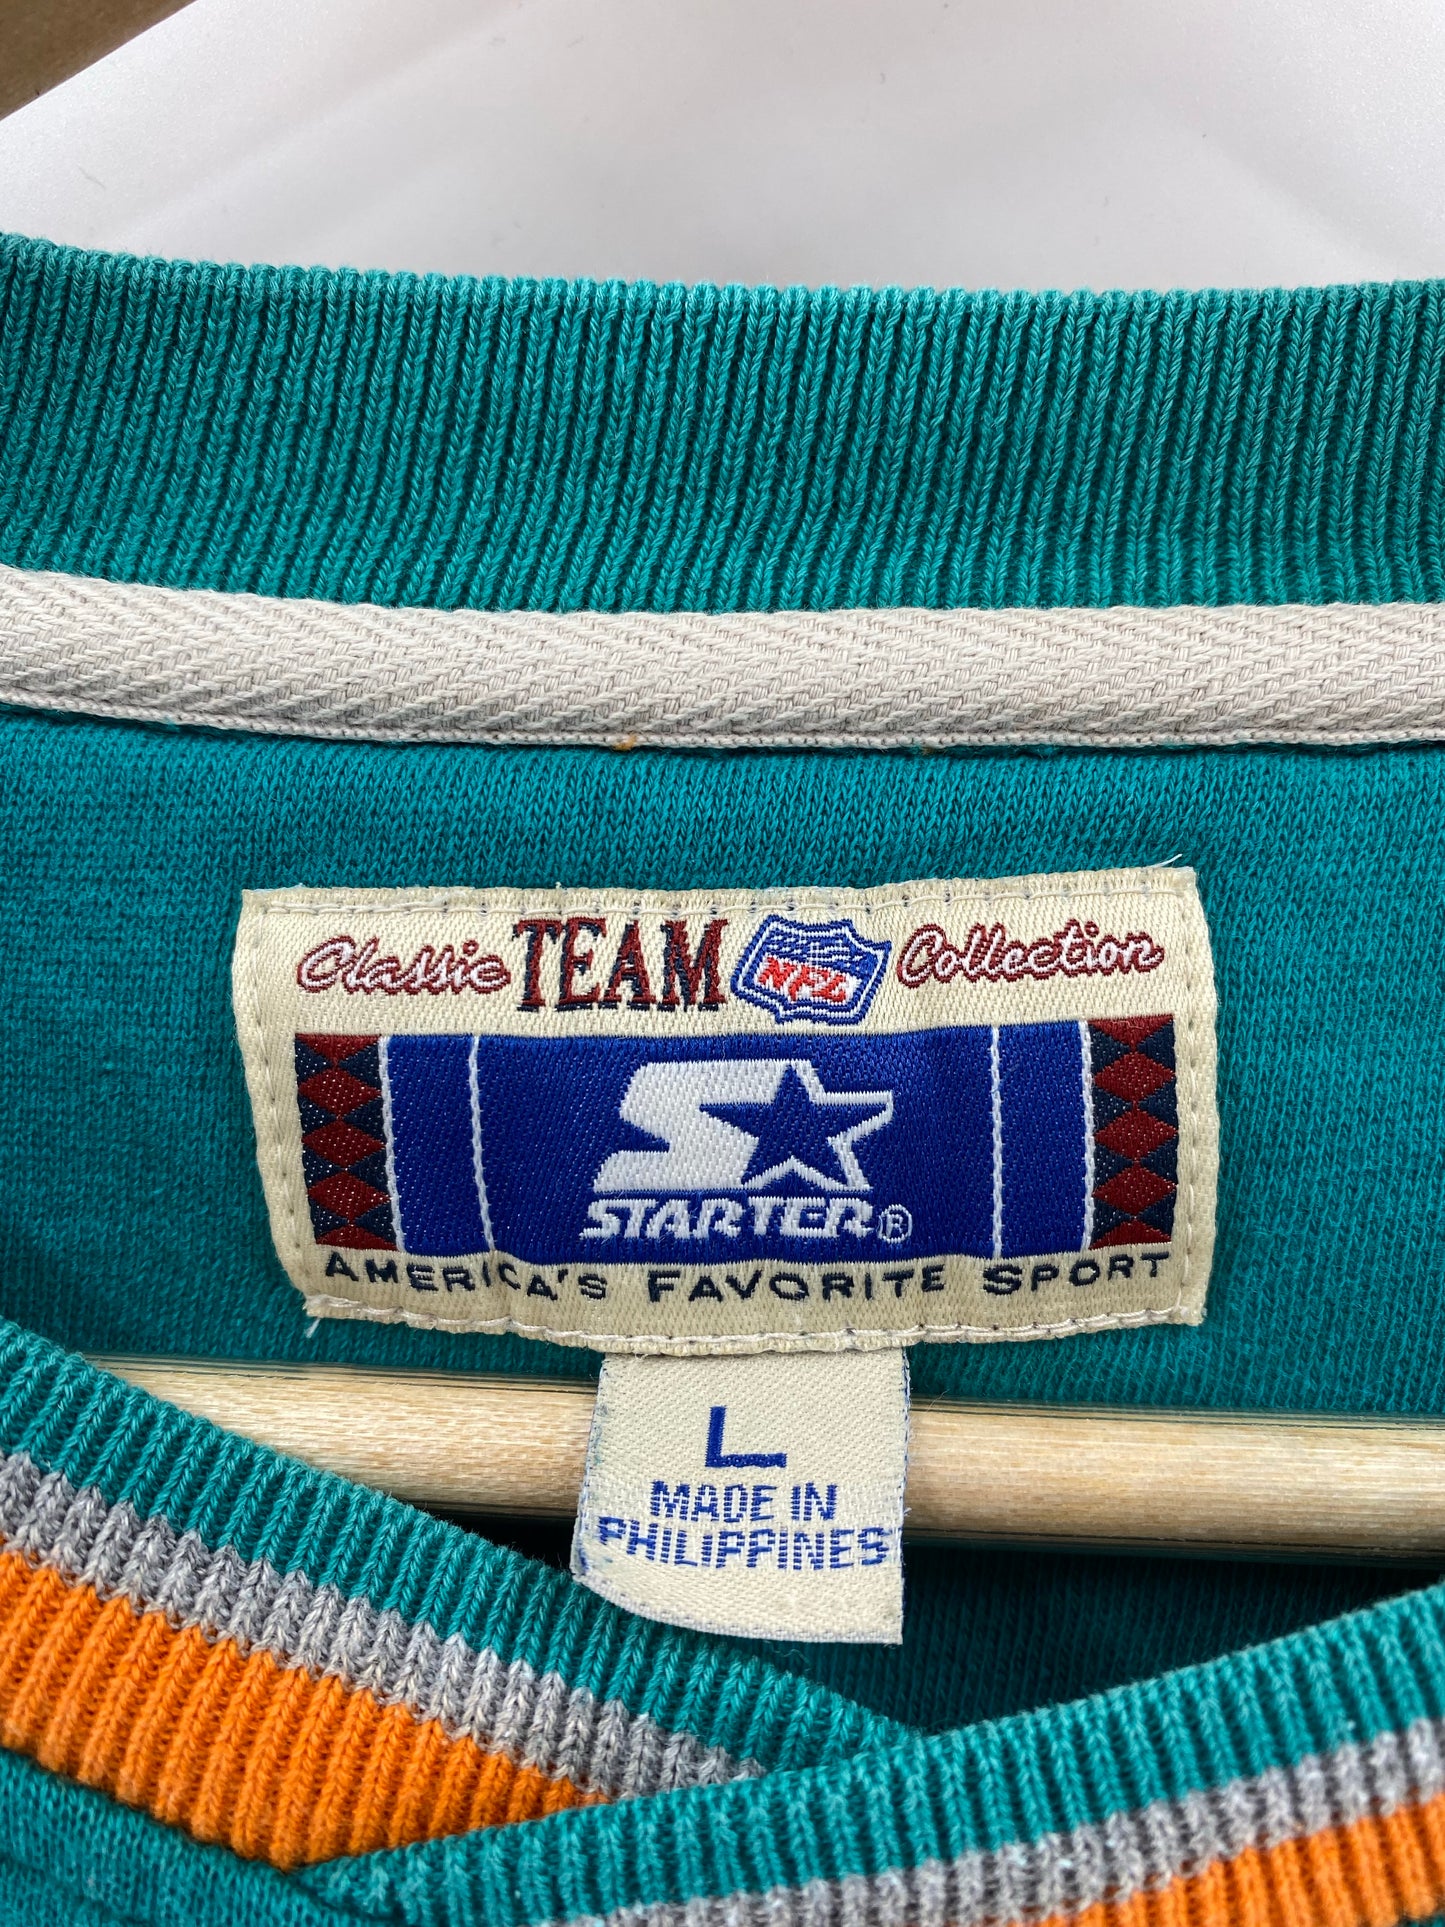 Classic TEAM NFL Collection
STARTER®
AMERICA'S FAVORITE SPORT
L
MADE IN
PHILIPPINES